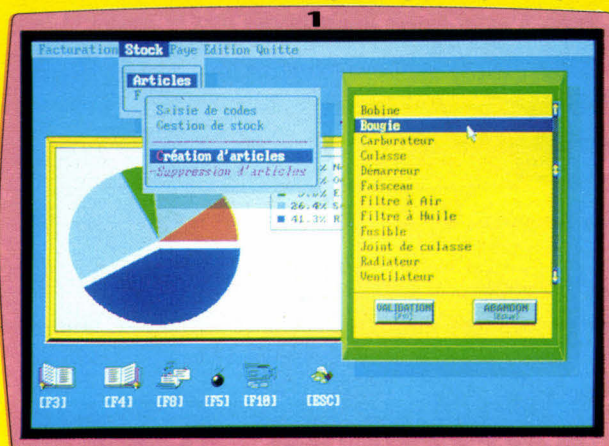 1
Facturation Stock Page Edition Quitte
Articles
F
Saisie de codes
Gestion de stock
Création d'articles
Suppression d'articles
26.4% S
41.3% R
Bobine
Bougie
Carburateur
Culasse
Démarreur
Faisceau
Filtre à Air
Filtre à Huile
Fusible
Joint de culasse
Radiateur
Ventilateur
VALIDATION
ABANDON
[F3] [F4] [F8] [F5] [F10] [ESC]